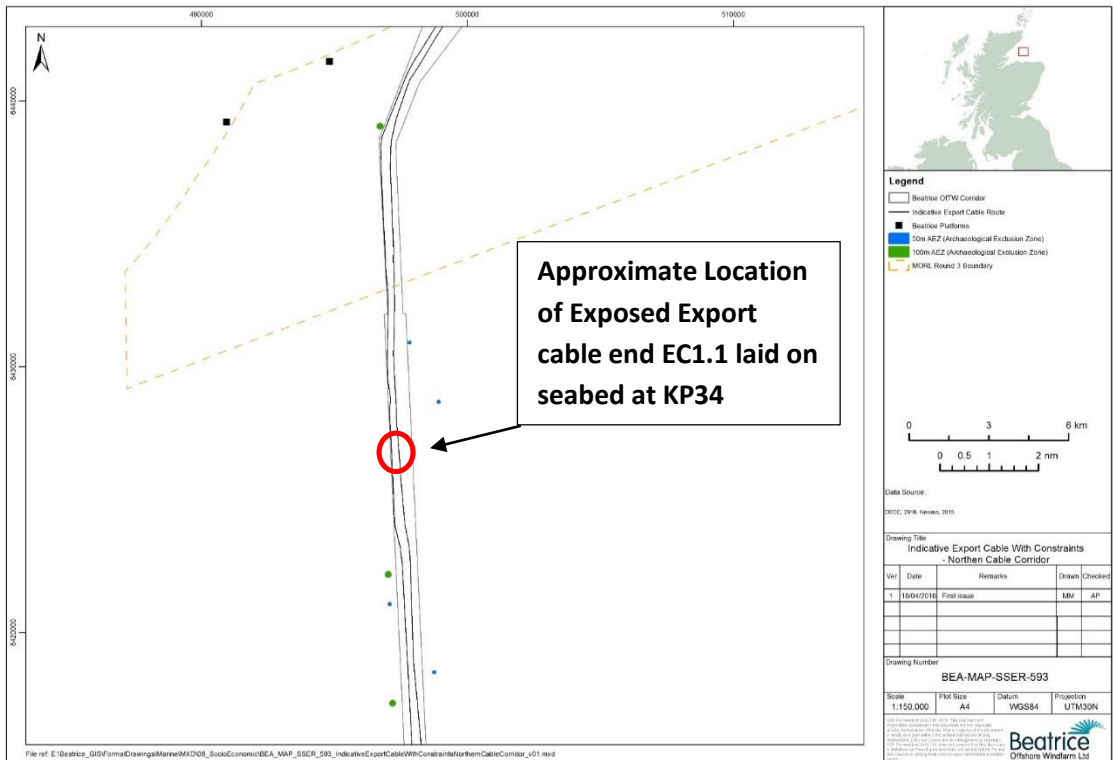 490000
500000
510000
N
6440000
6430000
6420000
Approximate Location
of Exposed Export
cable end EC1.1 laid on
seabed at KP34
Legend
Beatrice OfTW Corridor
Indicative Export Cable Route
Beatrice Platforms
50m AEZ (Archaeological Exclusion Zone)
100m AEZ (Archaeological Exclusion Zone)
MORL Round 3 Boundary
0 3 6 km
0 0.5 1 2 nm
Data Source:
DECC, 2016
2015
Drawing Title
Indicative Export Cable With Constraints
- Northen Cable Corridor
Ver Date Remarks Drawn Checked
1 18/04/2016 First issue MM AP
Drawing Number
BEA-MAP-SSER-593
Scale Plot Size Datum Projection
1:150,000 A4 WGS84 UTM30N
Beatrice
Offshore Windfarm Ltd
File ref: E:\Beatrice_GIS\FormalDrawings\Marine\MXD\08_SocioEconomic\BEA_MAP_SSER_593_IndicativeExportCableWithConstraintsNorthernCableCorridor_v01.mxd